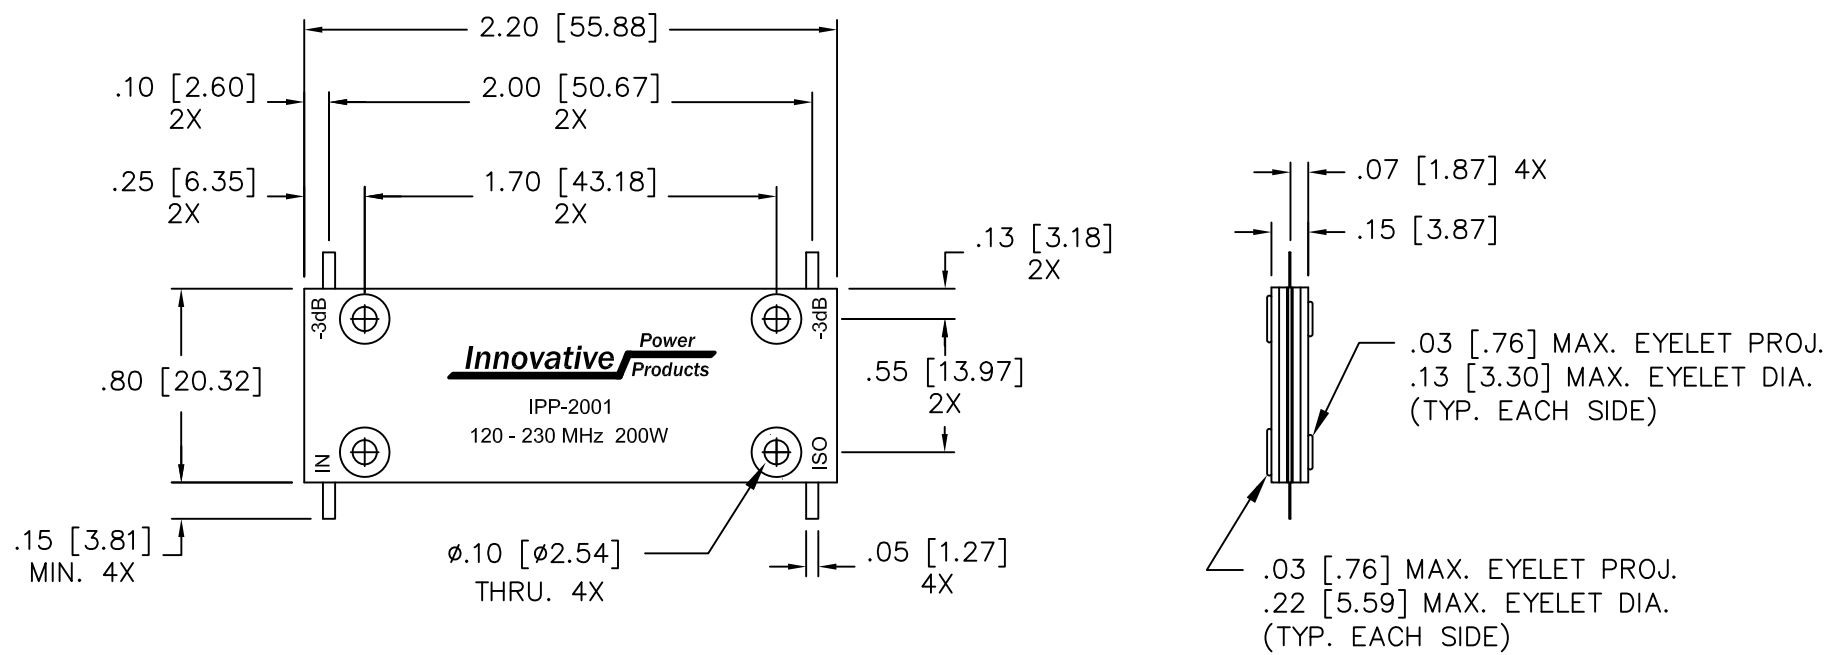 2.20 [55.88]
.10 [2.60]
2X
2.00 [50.67]
2X
.25 [6.35]
2X
1.70 [43.18]
2X
.13 [3.18]
2X
.80 [20.32]
.55 [13.97]
2X
-3dB
-3dB
Innovative Power
Products
IPP-2001
120 - 230 MHz 200W
IN
ISO
.15 [3.81]
MIN. 4X
ø.10 [ø2.54]
THRU. 4X
.05 [1.27]
4X
.07 [1.87] 4X
.15 [3.87]
.03 [.76] MAX. EYELET PROJ.
.13 [3.30] MAX. EYELET DIA.
(TYP. EACH SIDE)
.03 [.76] MAX. EYELET PROJ.
.22 [5.59] MAX. EYELET DIA.
(TYP. EACH SIDE)